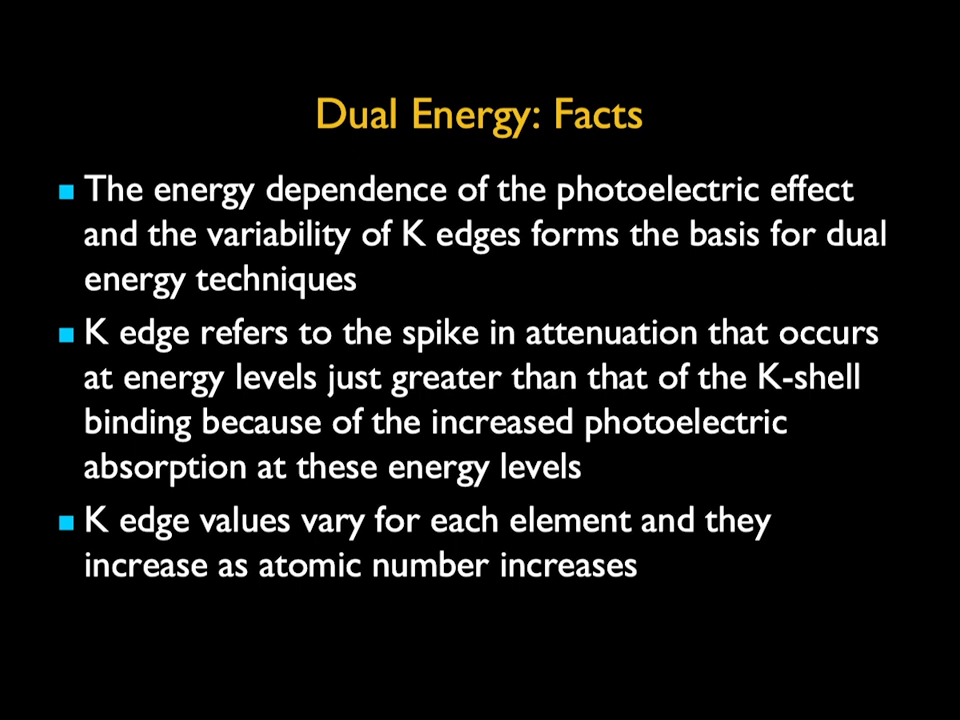 Dual Energy: Facts
The energy dependence of the photoelectric effect
and the variability of K edges forms the basis for dual
energy techniques
K edge refers to the spike in attenuation that occurs
at energy levels just greater than that of the K-shell
binding because of the increased photoelectric
absorption at these energy levels
K edge values vary for each element and they
increase as atomic number increases